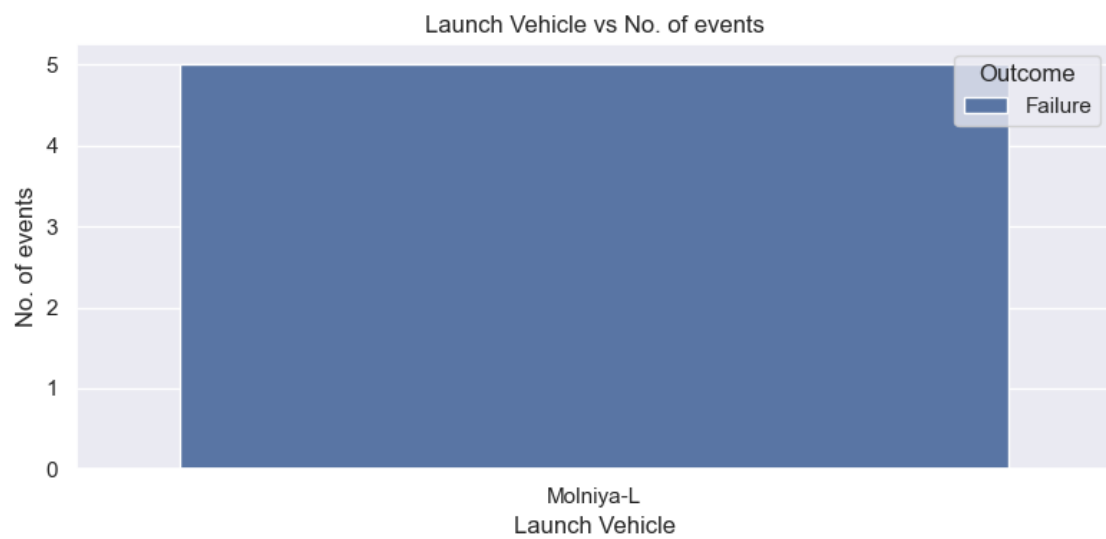 Launch Vehicle vs No. of events
Outcome
Failure
No. of events
5
4
3
2
1
0
Molniya-L
Launch Vehicle